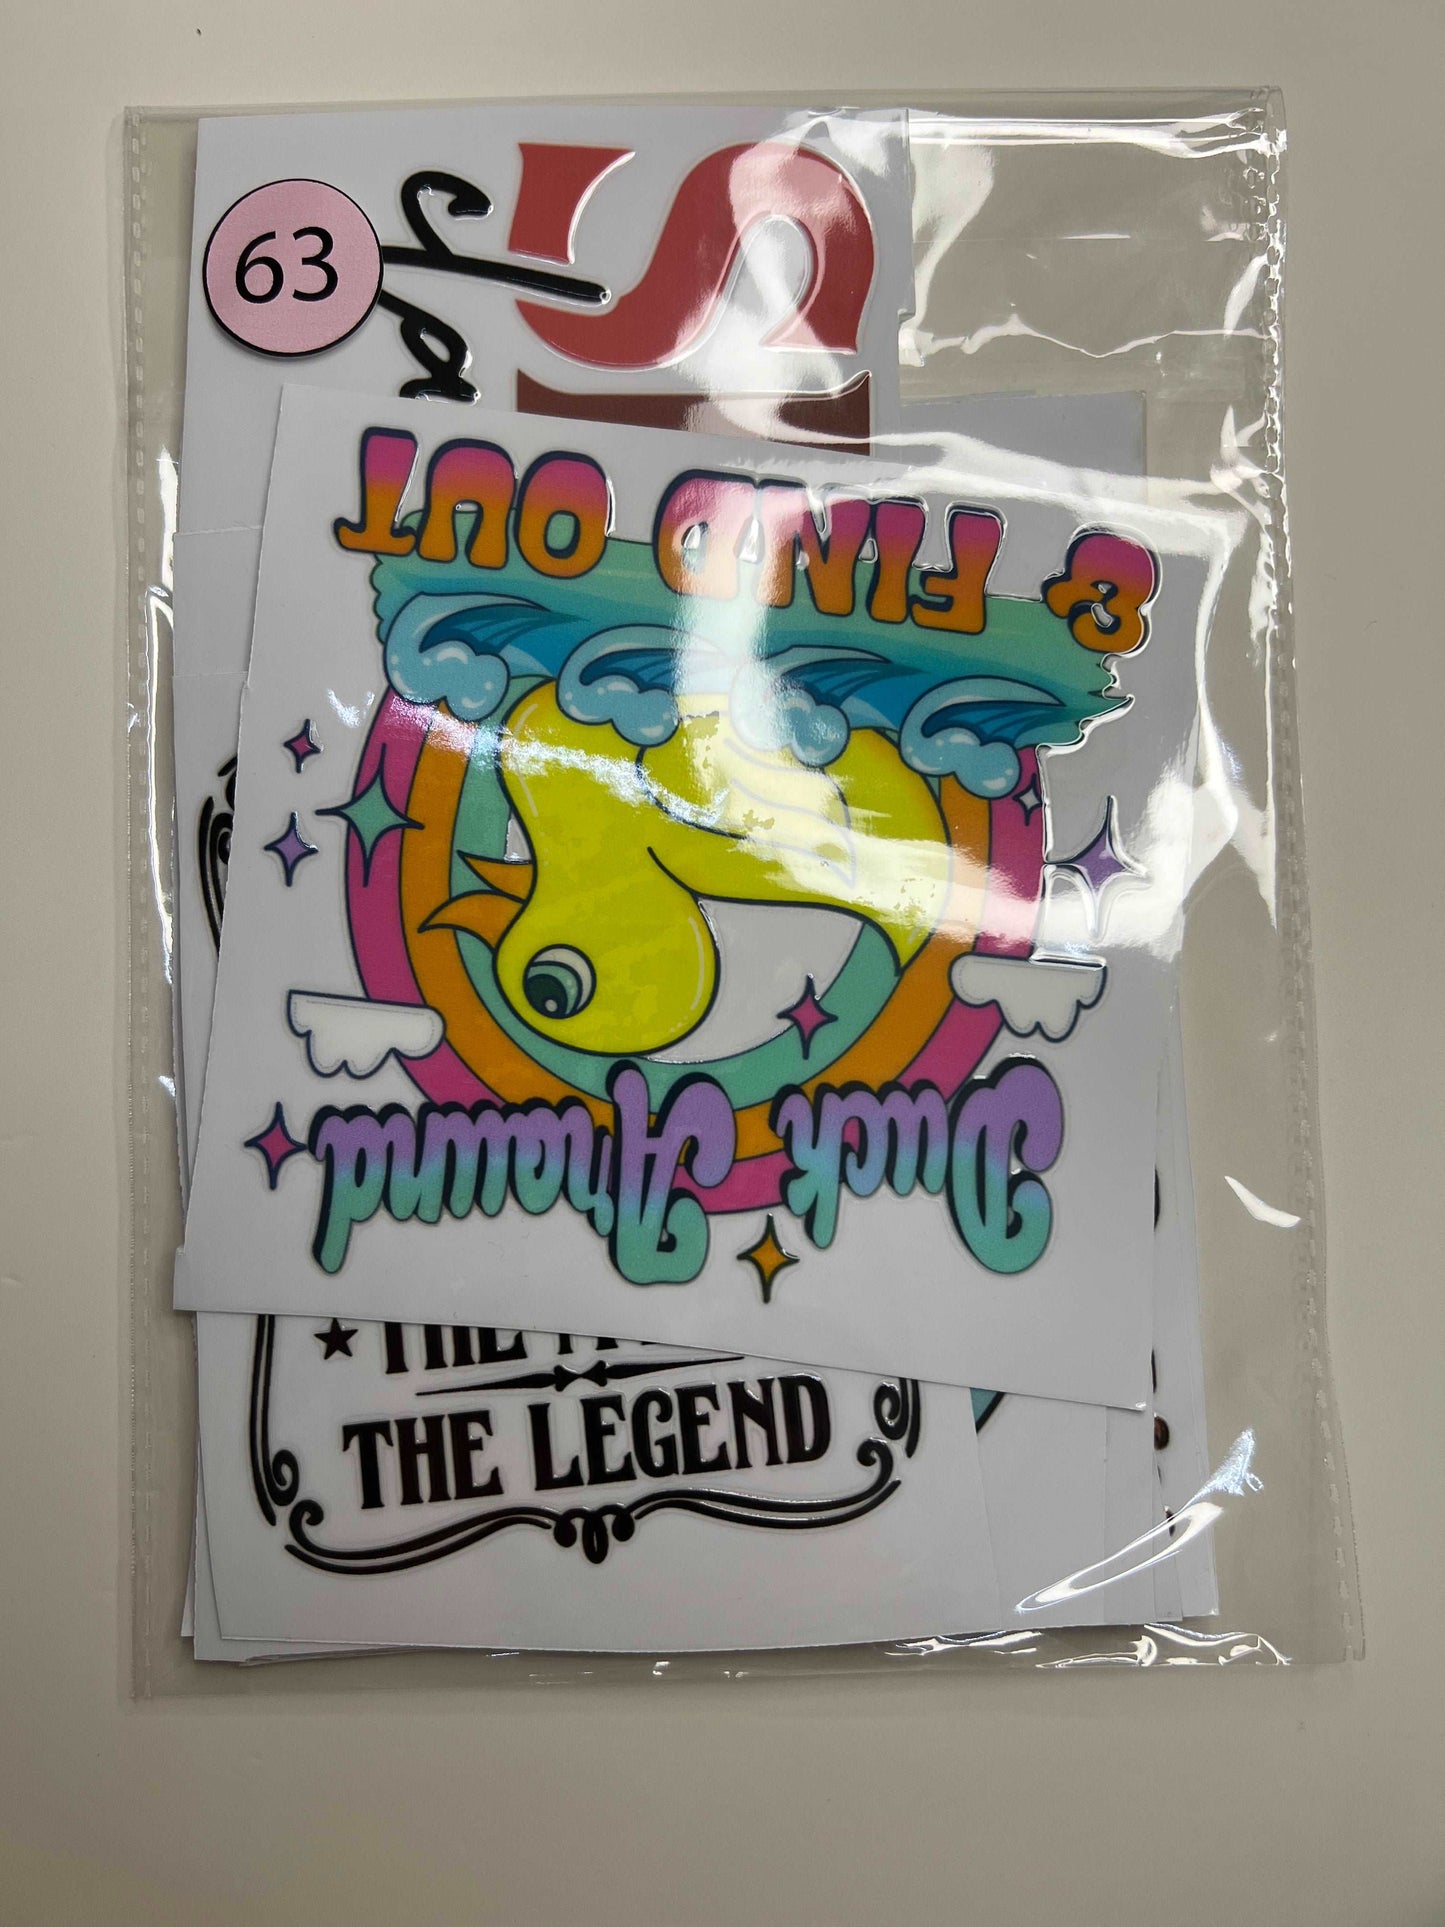 63
Duck Around
& FIND OUT
THE LEGEND